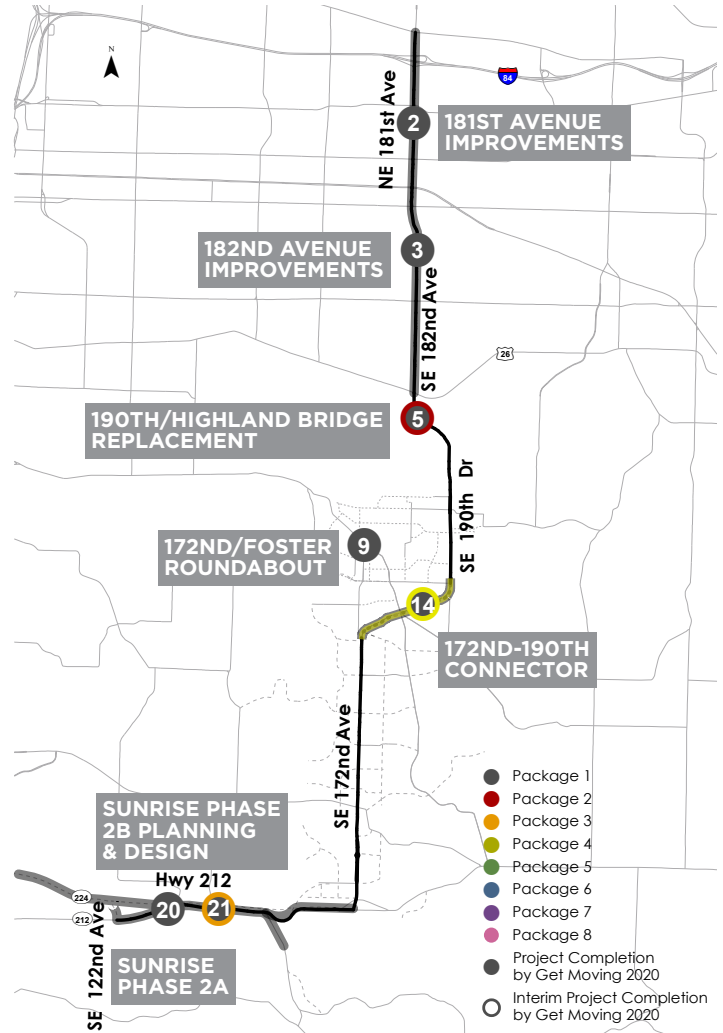 N
84
NE 181st Ave
2
181ST AVENUE
IMPROVEMENTS
182ND AVENUE
IMPROVEMENTS
3
SE 182nd Ave
26
190TH/HIGHLAND BRIDGE
REPLACEMENT
5
SE 190th Dr
172ND/FOSTER
ROUNDABOUT
9
14
172ND-190TH
CONNECTOR
SE 172nd Ave
SUNRISE PHASE
2B PLANNING
& DESIGN
Hwy 212
224
212
20
21
SE 122nd Ave
SUNRISE
PHASE 2A
Package 1
Package 2
Package 3
Package 4
Package 5
Package 6
Package 7
Package 8
Project Completion
by Get Moving 2020
Interim Project Completion
by Get Moving 2020